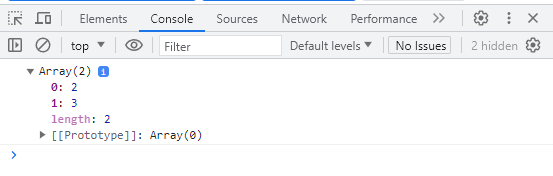 Elements Console Sources Network Performance
top Filter Default levels No Issues 2 hidden
Array(2) i
0: 2
1: 3
length: 2
[[Prototype]]: Array(0)